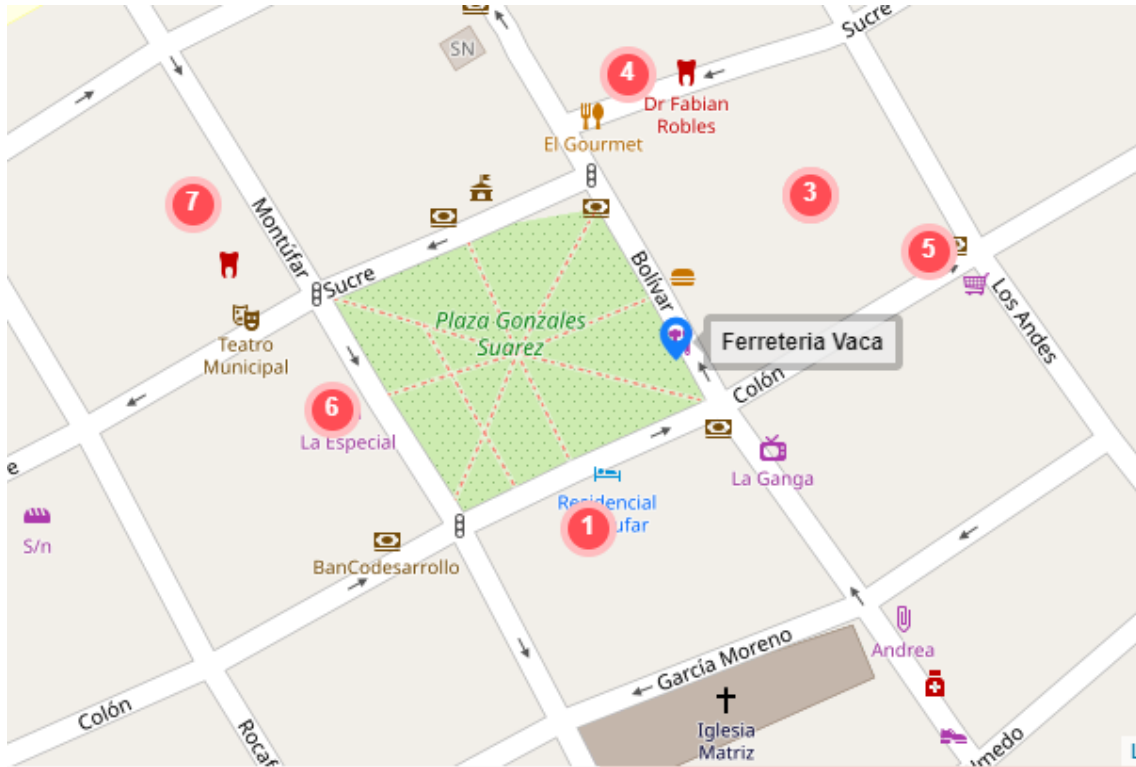 Sucre
SN
4
Dr Fabian
Robles
El Gourmet
3
7
Montúfar
Sucre
Bolívar
5
Los Andes
Plaza Gonzales
Suarez
Ferreteria Vaca
Teatro
Municipal
Colón
6
La Especial
La Ganga
Residencial
1
S/n
BanCodesarrollo
Andrea
García Moreno
Iglesia
Matriz
Colón